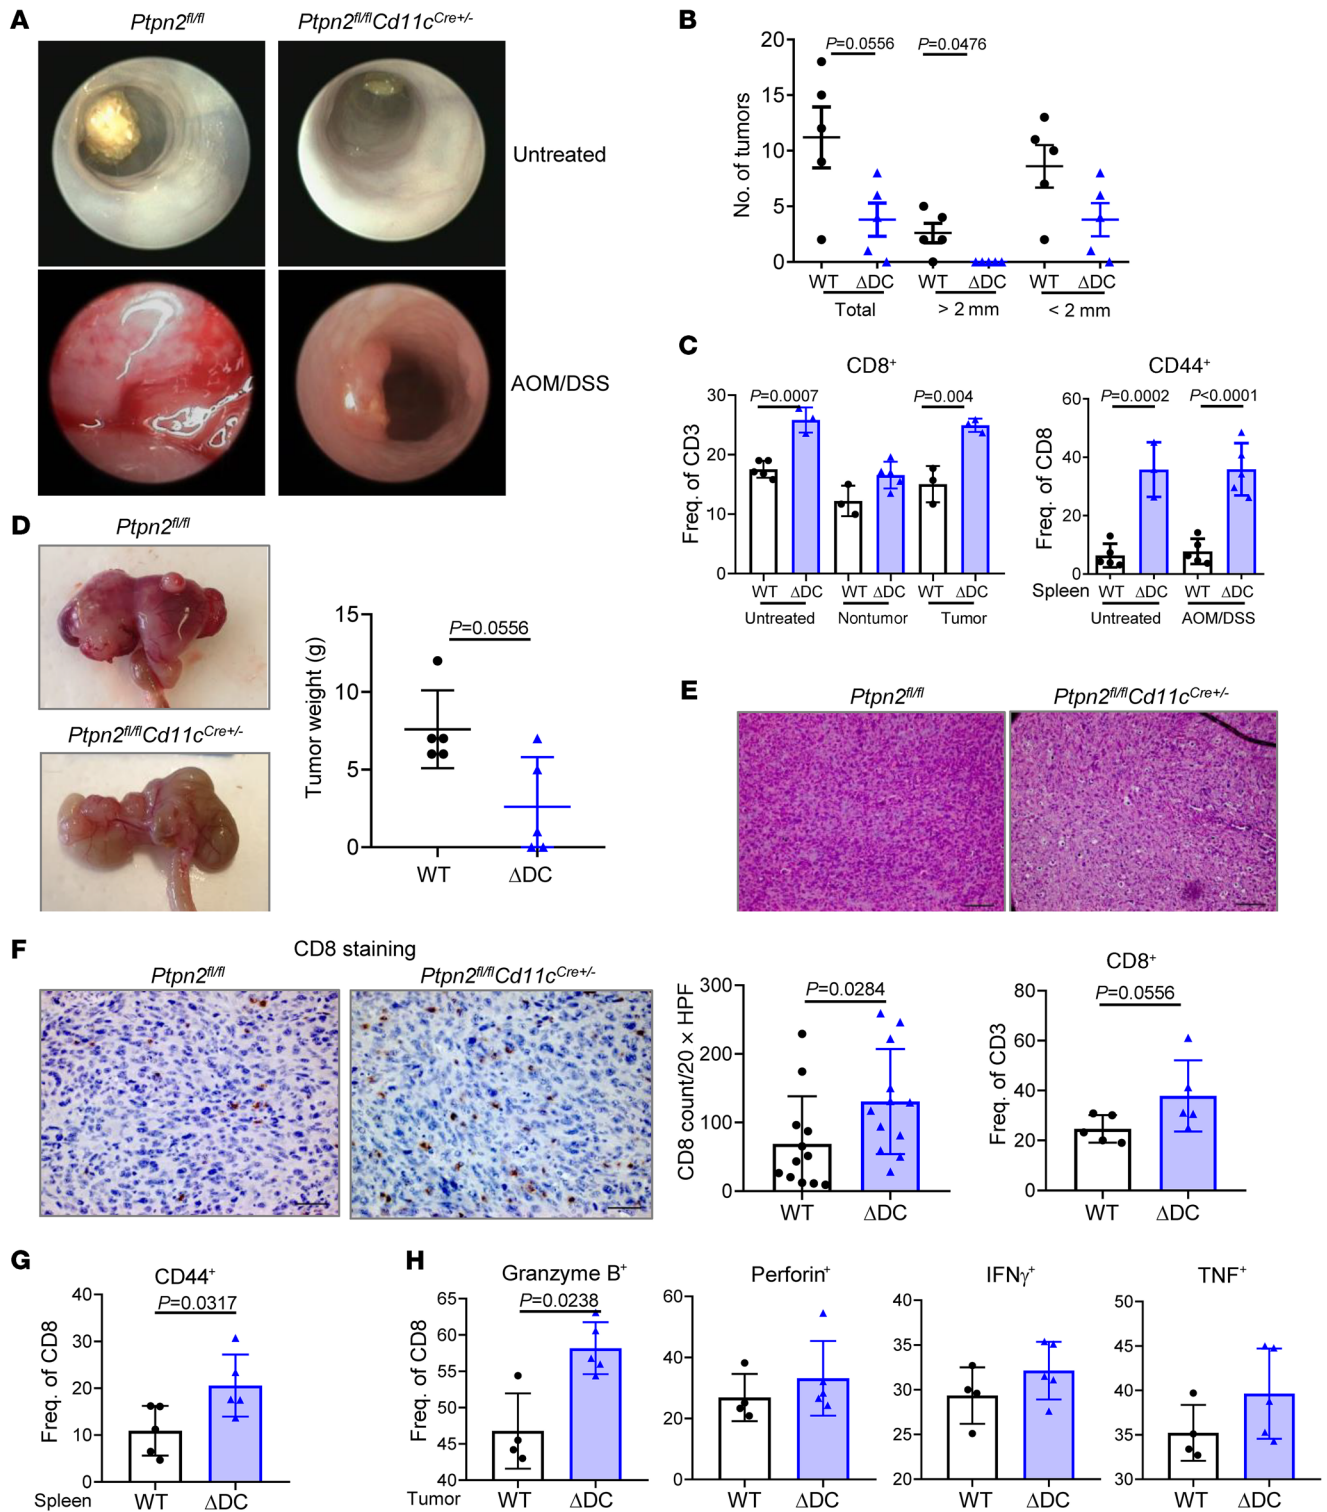 A
Ptpn2fl/fl
Ptpn2fl/flCd11cCre+/-
Untreated
AOM/DSS
B
No. of tumors
20
15
10
5
0
P=0.0556
P=0.0476
WT ΔDC WT ΔDC WT ΔDC
Total > 2 mm < 2 mm
C
CD8+
Freq. of CD3
30
20
10
0
P=0.0007
P=0.004
WT ΔDC WT ΔDC WT ΔDC
Untreated Nontumor Tumor
CD44+
Freq. of CD8
60
40
20
0
P=0.0002
P<0.0001
Spleen WT ΔDC WT ΔDC
Untreated AOM/DSS
D
Ptpn2fl/fl
Ptpn2fl/flCd11cCre+/-
Tumor weight (g)
15
10
5
0
P=0.0556
WT ΔDC
E
Ptpn2fl/fl
Ptpn2fl/flCd11cCre+/-
F
CD8 staining
Ptpn2fl/fl
Ptpn2fl/flCd11cCre+/-
CD8 count/20 × HPF
300
200
100
0
P=0.0284
WT ΔDC
CD8+
Freq. of CD3
80
60
40
20
0
P=0.0556
WT ΔDC
G
CD44+
Freq. of CD8
40
30
20
10
0
P=0.0317
Spleen WT ΔDC
H
Granzyme B+
Freq. of CD8
65
60
55
50
45
40
P=0.0238
Tumor WT ΔDC
Perforin+
60
40
20
0
WT ΔDC
IFNγ+
40
35
30
25
20
WT ΔDC
TNF+
50
45
40
35
30
WT ΔDC